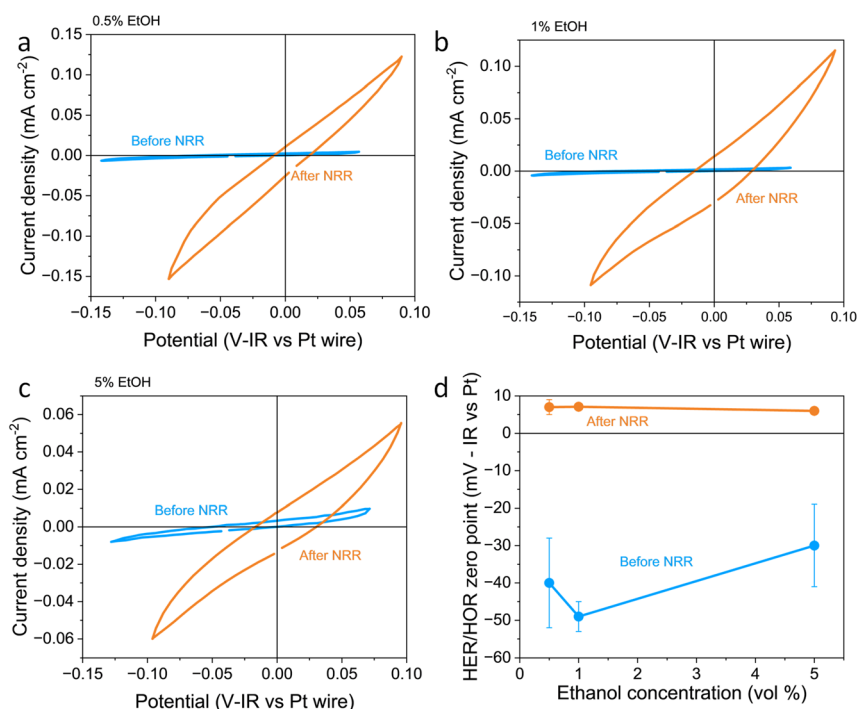 a
0.5% EtOH
0.15
0.10
0.05
0.00
−0.05
−0.10
−0.15
Current density (mA cm⁻²)
Before NRR
After NRR
−0.15 −0.10 −0.05 0.00 0.05 0.10
Potential (V-IR vs Pt wire)
b
1% EtOH
0.10
0.05
0.00
−0.05
−0.10
Current density (mA cm⁻²)
Before NRR
After NRR
−0.15 −0.10 −0.05 0.00 0.05 0.10
Potential (V-IR vs Pt wire)
c
5% EtOH
0.06
0.04
0.02
0.00
−0.02
−0.04
−0.06
Current density (mA cm⁻²)
Before NRR
After NRR
−0.15 −0.10 −0.05 0.00 0.05 0.10
Potential (V-IR vs Pt wire)
d
10
0
−10
−20
−30
−40
−50
−60
HER/HOR zero point (mV - IR vs Pt)
After NRR
Before NRR
0 1 2 3 4 5
Ethanol concentration (vol %)